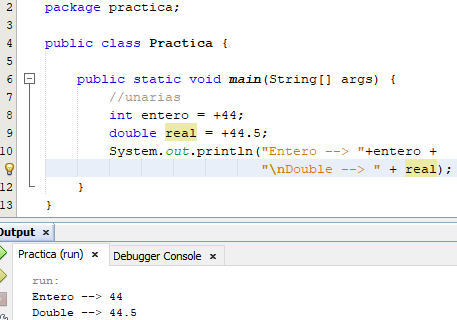 2 package practica;
3
4 public class Practica {
5
6 public static void main(String[] args) {
7 //unarias
8 int entero = +44;
9 double real = +44.5;
10 System.out.println("Entero --> "+entero +
"\nDouble --> " + real);
12 }
13 }
Output ×
Practica (run) × Debugger Console ×
run:
Entero --> 44
Double --> 44.5